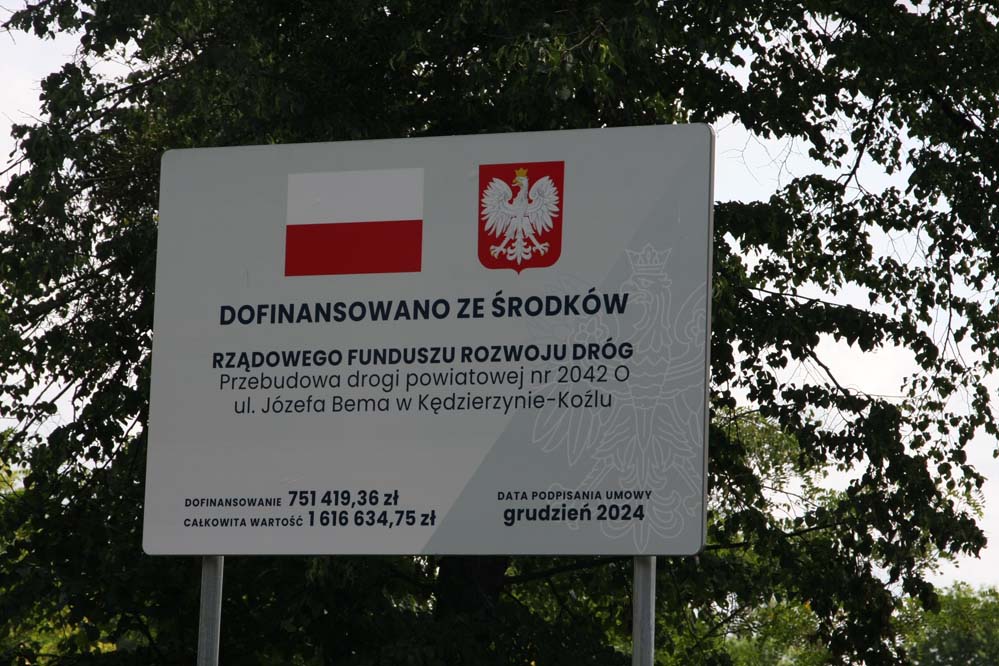 DOFINANSOWANO ZE ŚRODKÓW
RZĄDOWEGO FUNDUSZU ROZWOJU DRÓG
Przebudowa drogi powiatowej nr 2042 O
ul. Józefa Bema w Kędzierzynie-Koźlu
DOFINANSOWANIE 751 419,36 zł
CAŁKOWITA WARTOŚĆ 1 616 634,75 zł
DATA PODPISANIA UMOWY
grudzień 2024